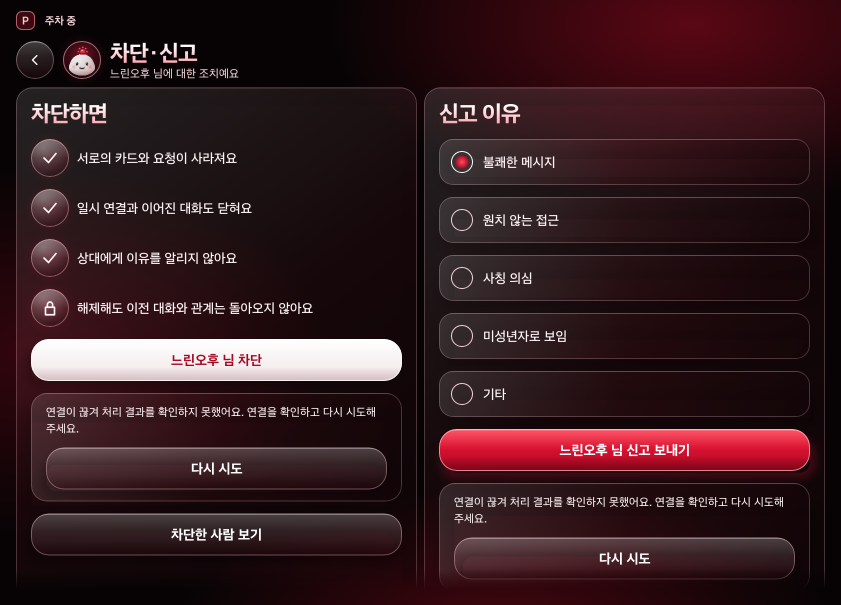 P 주차 중
차단·신고
느린오후 님에 대한 조치예요
차단하면
서로의 카드와 요청이 사라져요
일시 연결과 이어진 대화도 닫혀요
상대에게 이유를 알리지 않아요
해제해도 이전 대화와 관계는 돌아오지 않아요
느린오후 님 차단
연결이 끊겨 처리 결과를 확인하지 못했어요. 연결을 확인하고 다시 시도해
주세요.
다시 시도
차단한 사람 보기
신고 이유
불쾌한 메시지
원치 않는 접근
사칭 의심
미성년자로 보임
기타
느린오후 님 신고 보내기
연결이 끊겨 처리 결과를 확인하지 못했어요. 연결을 확인하고 다시 시도해
주세요.
다시 시도